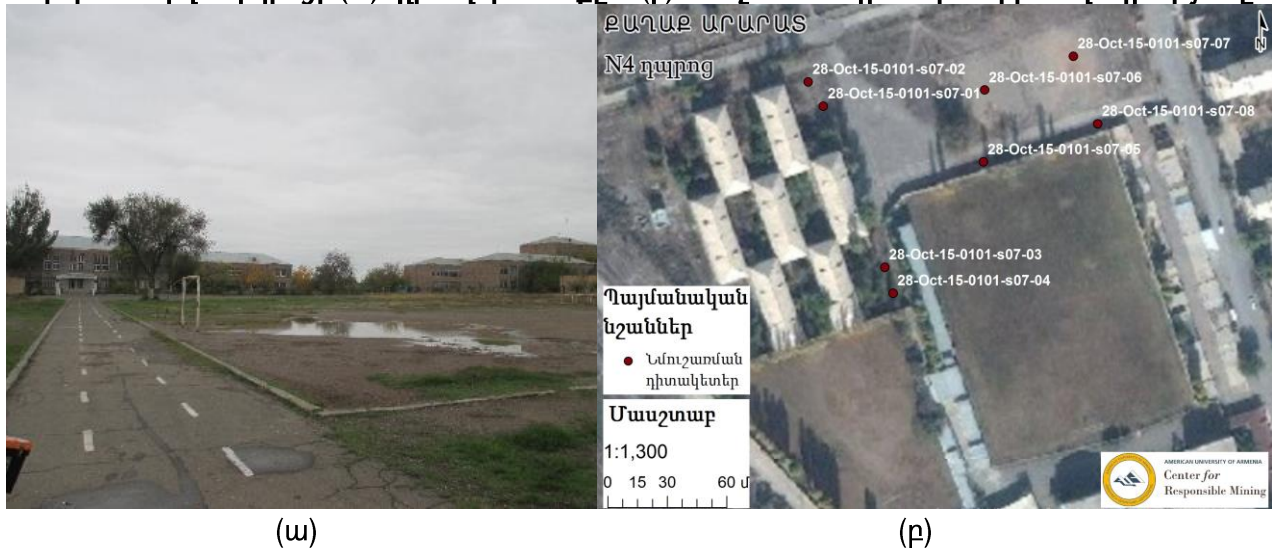 ՔԱՂԱՔ ԱՐԱՐԱՏ
N4 դպրոց
N
28-Oct-15-0101-s07-07
28-Oct-15-0101-s07-02
28-Oct-15-0101-s07-06
28-Oct-15-0101-s07-01
28-Oct-15-0101-s07-08
28-Oct-15-0101-s07-05
28-Oct-15-0101-s07-03
28-Oct-15-0101-s07-04
Պայմանական
նշաններ
Նմուշառման
դիտակետեր
Մասշտաբ
1:1,300
0 15 30 60 մ
AMERICAN UNIVERSITY OF ARMENIA
Center for
Responsible Mining
(ա) (բ)